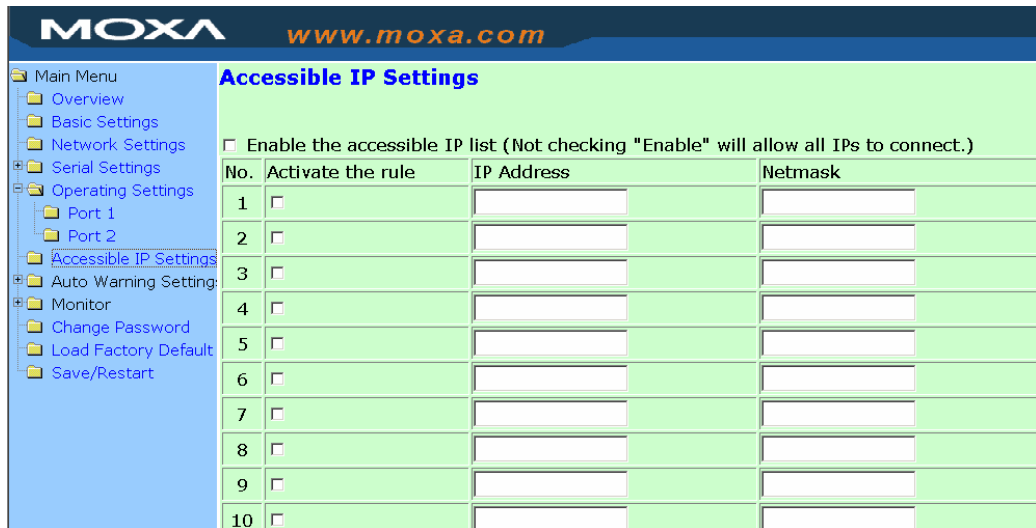 MOXA www.moxa.com
Main Menu
Overview
Basic Settings
Network Settings
Serial Settings
Operating Settings
Port 1
Port 2
Accessible IP Settings
Auto Warning Setting
Monitor
Change Password
Load Factory Default
Save/Restart
Accessible IP Settings
Enable the accessible IP list (Not checking "Enable" will allow all IPs to connect.)
No. Activate the rule IP Address Netmask
1
2
3
4
5
6
7
8
9
10